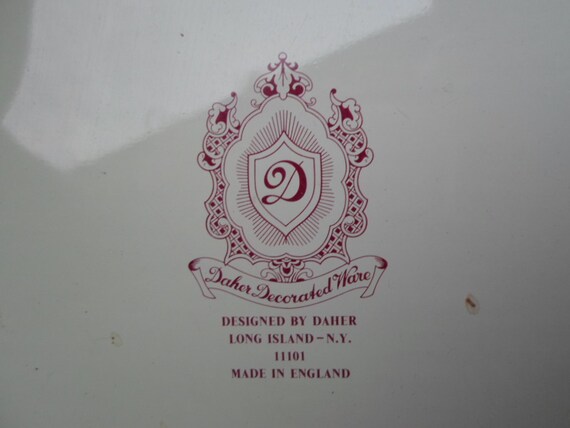 D
Daher Decorated Ware
DESIGNED BY DAHER
LONG ISLAND-N.Y.
11101
MADE IN ENGLAND